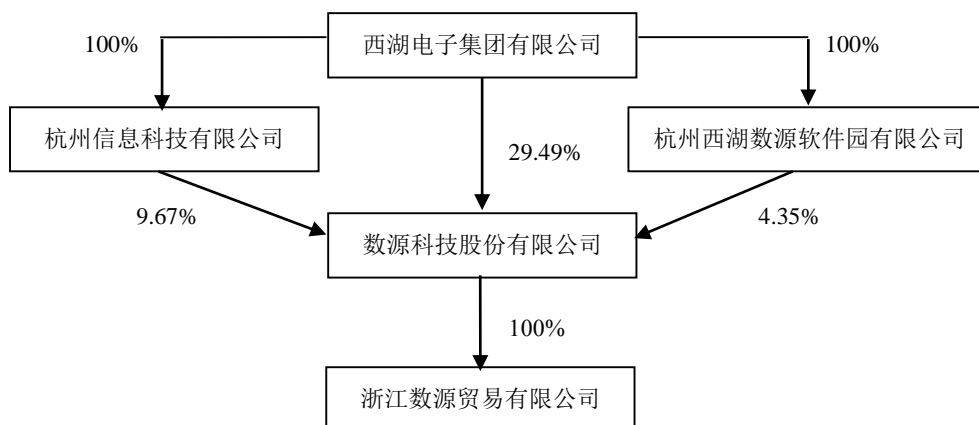 西湖电子集团有限公司
100%
100%
杭州信息科技有限公司
杭州西湖数源软件园有限公司
29.49%
9.67%
4.35%
数源科技股份有限公司
100%
浙江数源贸易有限公司